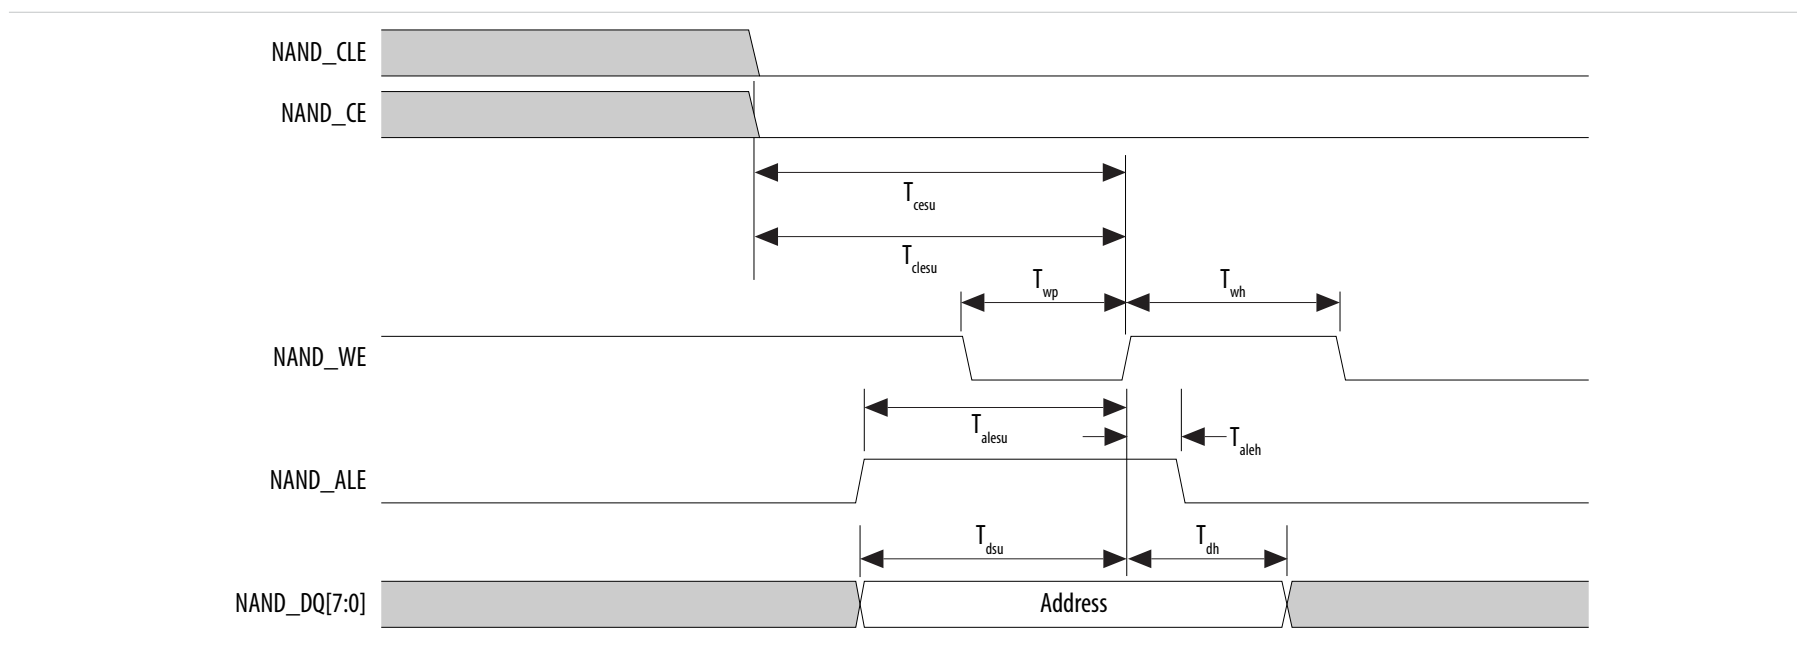 NAND_CLE
NAND_CE
Tcesu
Tclesu
Twp
Twh
NAND_WE
Talesu
Taleh
NAND_ALE
Tdsu
Tdh
NAND_DQ[7:0]
Address